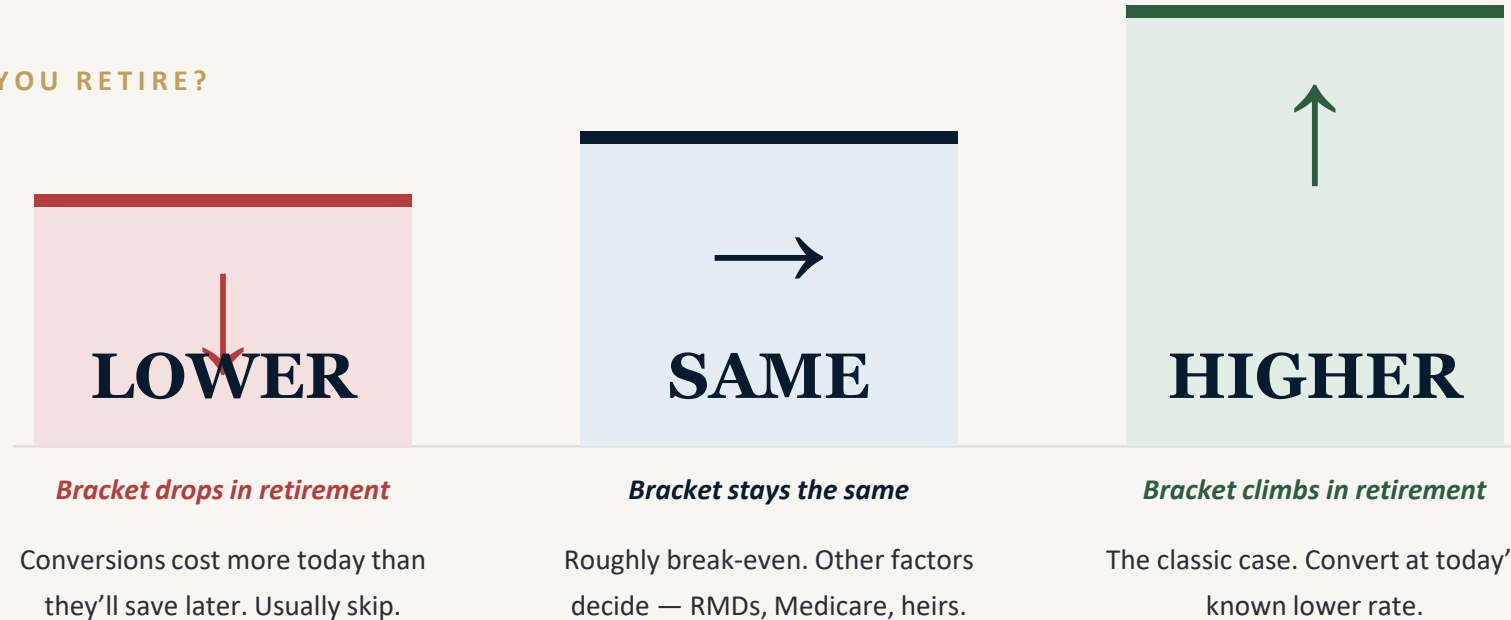 YOU RETIRE?
LOWER
SAME
HIGHER
Bracket drops in retirement
Bracket stays the same
Bracket climbs in retirement
Conversions cost more today than
they’ll save later. Usually skip.
Roughly break-even. Other factors
decide — RMDs, Medicare, heirs.
The classic case. Convert at today’
known lower rate.